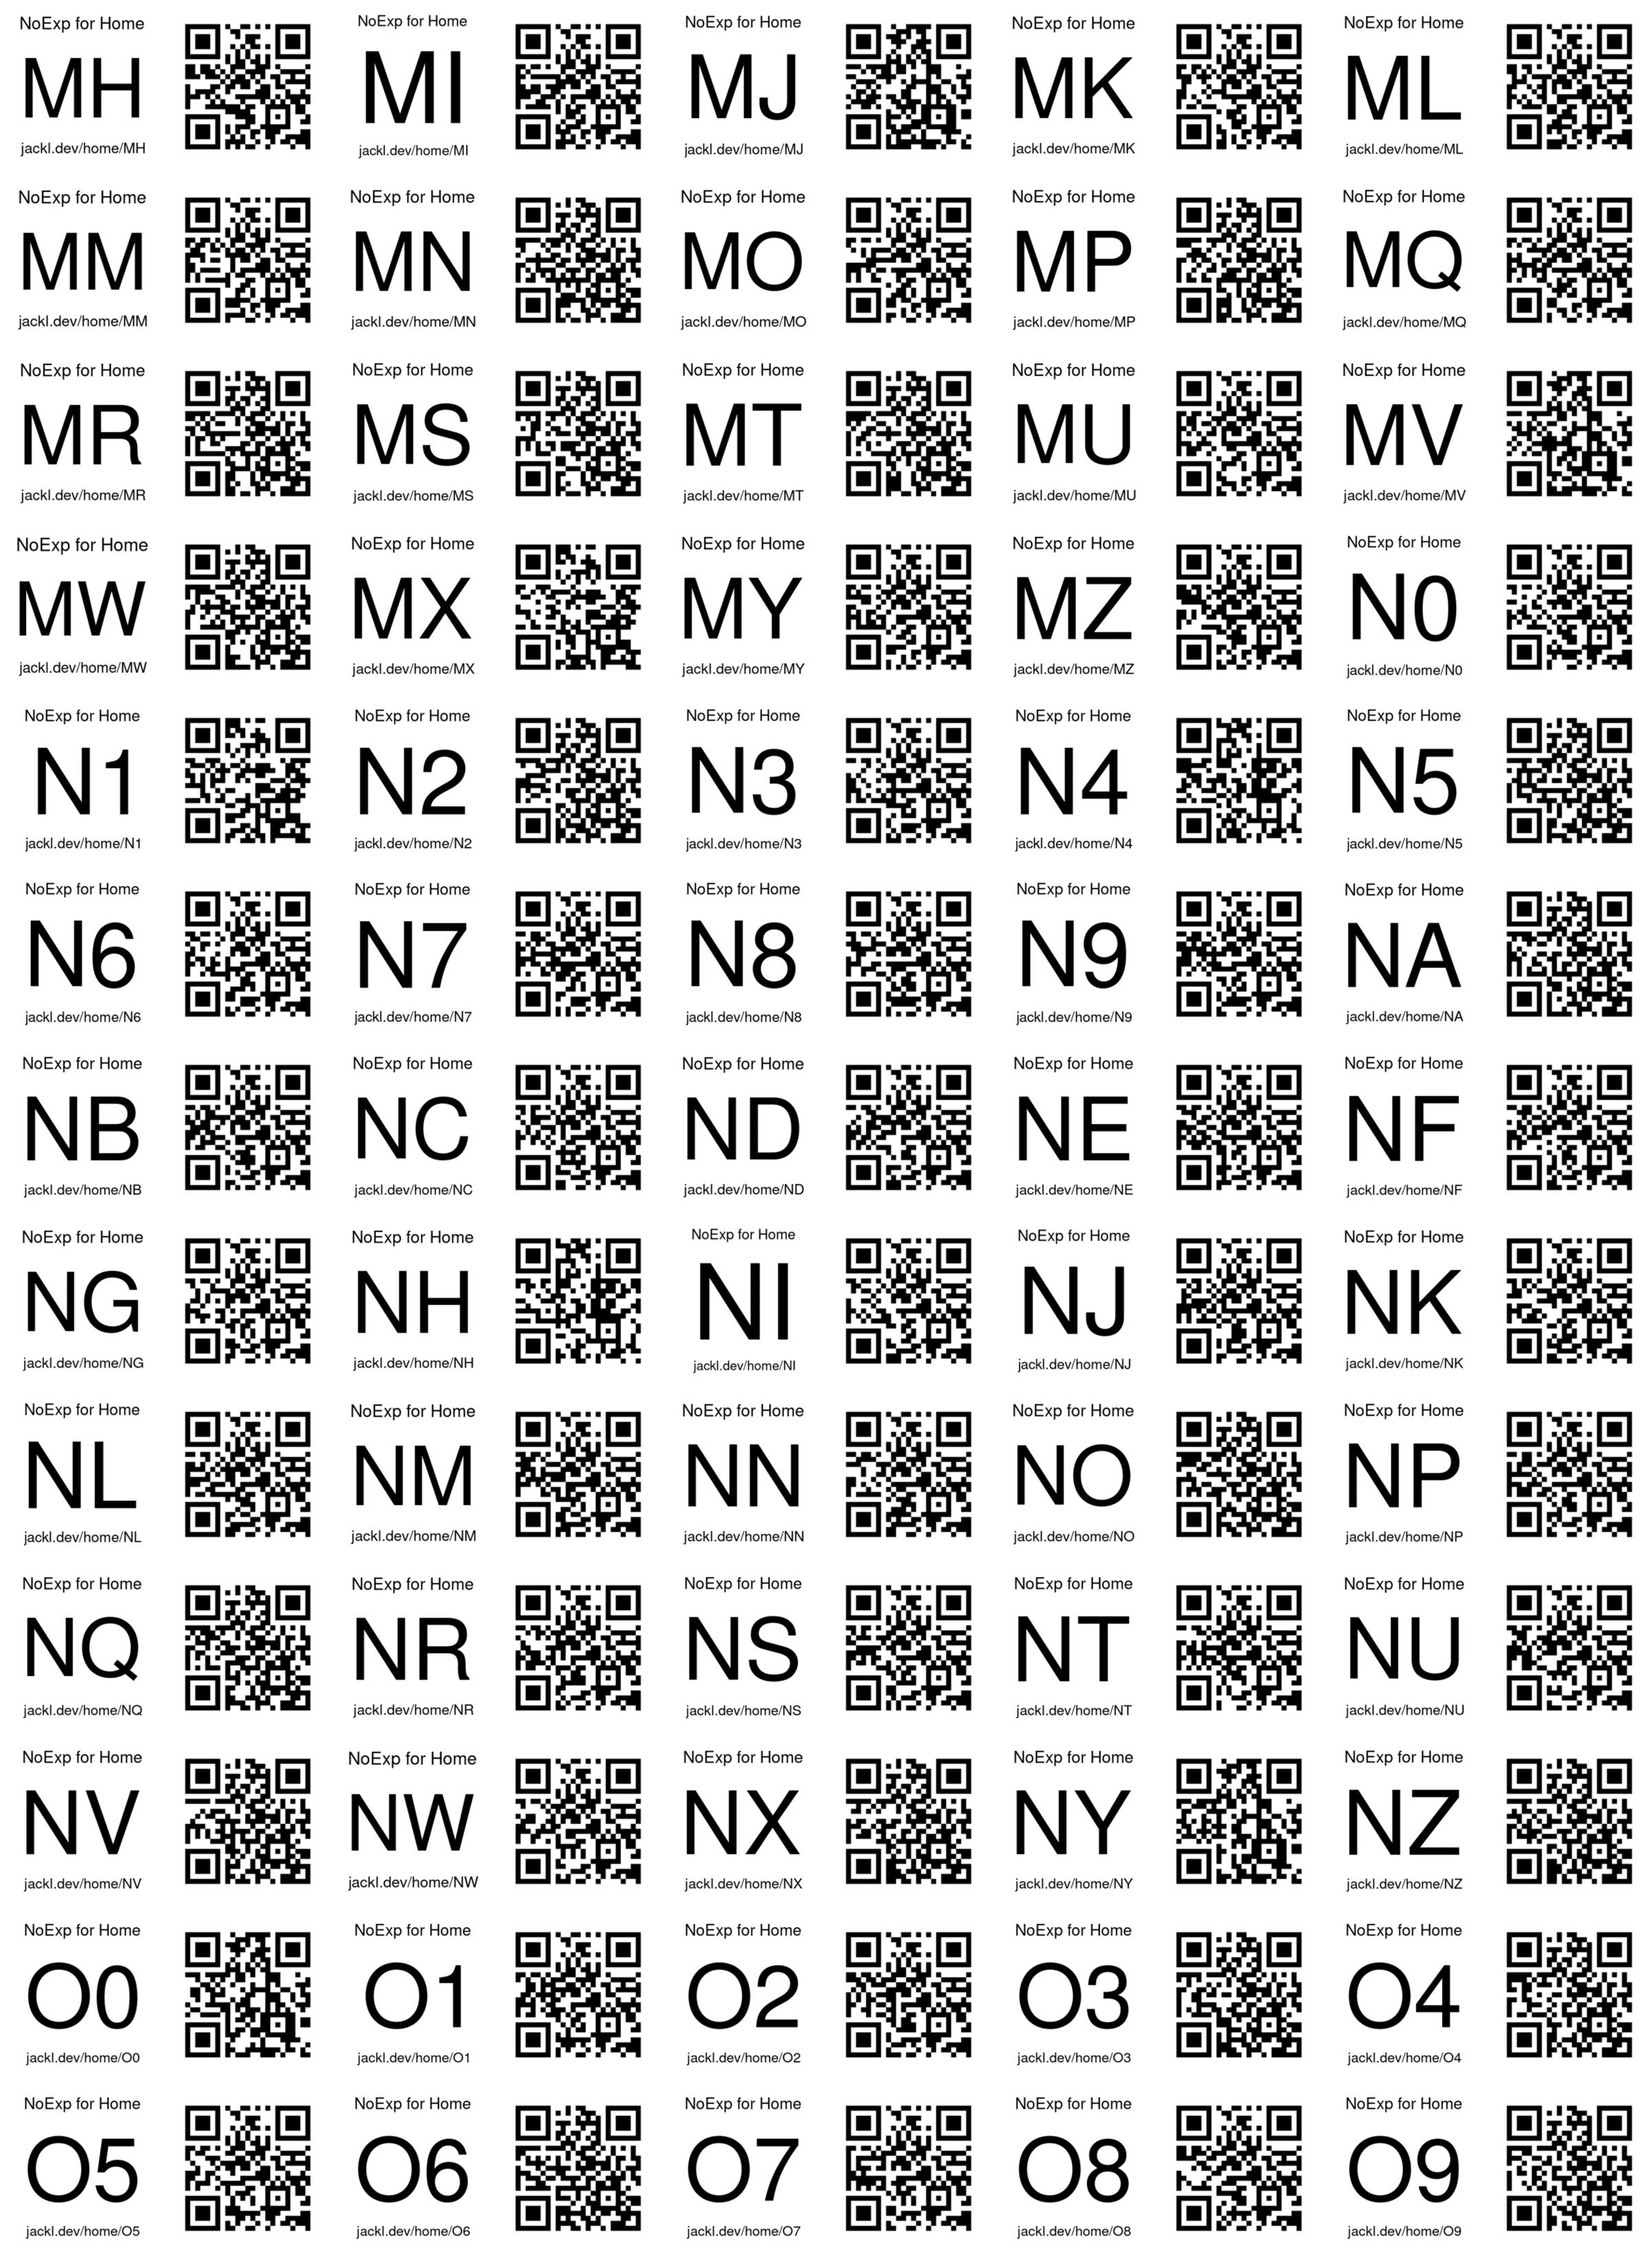 NoExp for Home
MH
jackl.dev/home/MH
NoExp for Home
MI
jackl.dev/home/MI
NoExp for Home
MJ
jackl.dev/home/MJ
NoExp for Home
MK
jackl.dev/home/MK
NoExp for Home
ML
jackl.dev/home/ML
NoExp for Home
MM
jackl.dev/home/MM
NoExp for Home
MN
jackl.dev/home/MN
NoExp for Home
MO
jackl.dev/home/MO
NoExp for Home
MP
jackl.dev/home/MP
NoExp for Home
MQ
jackl.dev/home/MQ
NoExp for Home
MR
jackl.dev/home/MR
NoExp for Home
MS
jackl.dev/home/MS
NoExp for Home
MT
jackl.dev/home/MT
NoExp for Home
MU
jackl.dev/home/MU
NoExp for Home
MV
jackl.dev/home/MV
NoExp for Home
MW
jackl.dev/home/MW
NoExp for Home
MX
jackl.dev/home/MX
NoExp for Home
MY
jackl.dev/home/MY
NoExp for Home
MZ
jackl.dev/home/MZ
NoExp for Home
N0
jackl.dev/home/N0
NoExp for Home
N1
jackl.dev/home/N1
NoExp for Home
N2
jackl.dev/home/N2
NoExp for Home
N3
jackl.dev/home/N3
NoExp for Home
N4
jackl.dev/home/N4
NoExp for Home
N5
jackl.dev/home/N5
NoExp for Home
N6
jackl.dev/home/N6
NoExp for Home
N7
jackl.dev/home/N7
NoExp for Home
N8
jackl.dev/home/N8
NoExp for Home
N9
jackl.dev/home/N9
NoExp for Home
NA
jackl.dev/home/NA
NoExp for Home
NB
jackl.dev/home/NB
NoExp for Home
NC
jackl.dev/home/NC
NoExp for Home
ND
jackl.dev/home/ND
NoExp for Home
NE
jackl.dev/home/NE
NoExp for Home
NF
jackl.dev/home/NF
NoExp for Home
NG
jackl.dev/home/NG
NoExp for Home
NH
jackl.dev/home/NH
NoExp for Home
NI
jackl.dev/home/NI
NoExp for Home
NJ
jackl.dev/home/NJ
NoExp for Home
NK
jackl.dev/home/NK
NoExp for Home
NL
jackl.dev/home/NL
NoExp for Home
NM
jackl.dev/home/NM
NoExp for Home
NN
jackl.dev/home/NN
NoExp for Home
NO
jackl.dev/home/NO
NoExp for Home
NP
jackl.dev/home/NP
NoExp for Home
NQ
jackl.dev/home/NQ
NoExp for Home
NR
jackl.dev/home/NR
NoExp for Home
NS
jackl.dev/home/NS
NoExp for Home
NT
jackl.dev/home/NT
NoExp for Home
NU
jackl.dev/home/NU
NoExp for Home
NV
jackl.dev/home/NV
NoExp for Home
NW
jackl.dev/home/NW
NoExp for Home
NX
jackl.dev/home/NX
NoExp for Home
NY
jackl.dev/home/NY
NoExp for Home
NZ
jackl.dev/home/NZ
NoExp for Home
O0
jackl.dev/home/O0
NoExp for Home
O1
jackl.dev/home/O1
NoExp for Home
O2
jackl.dev/home/O2
NoExp for Home
O3
jackl.dev/home/O3
NoExp for Home
O4
jackl.dev/home/O4
NoExp for Home
O5
jackl.dev/home/O5
NoExp for Home
O6
jackl.dev/home/O6
NoExp for Home
O7
jackl.dev/home/O7
NoExp for Home
O8
jackl.dev/home/O8
NoExp for Home
O9
jackl.dev/home/O9